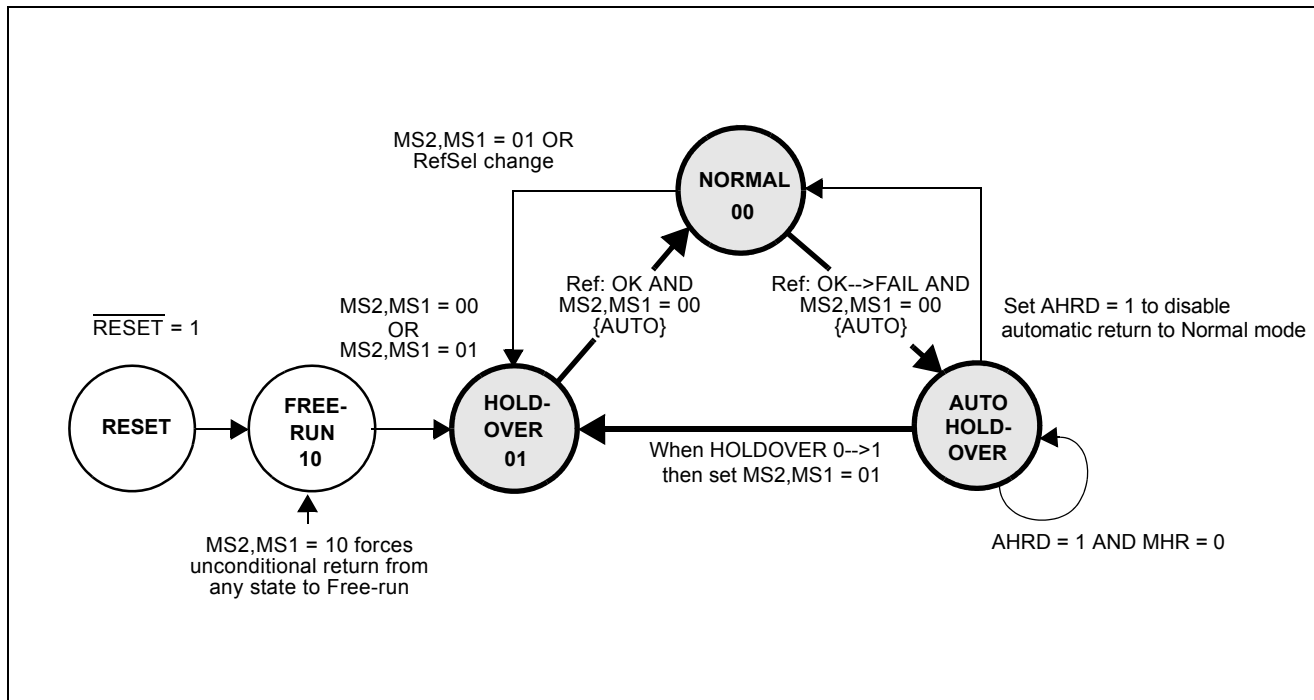 MS2,MS1 = 01 OR
RefSel change
NORMAL
00
Ref: OK AND
MS2,MS1 = 00
{AUTO}
Ref: OK-->FAIL AND
MS2,MS1 = 00
{AUTO}
MS2,MS1 = 00
OR
MS2,MS1 = 01
RESET = 1
Set AHRD = 1 to disable
automatic return to Normal mode
RESET
FREE-
RUN
10
HOLD-
OVER
01
AUTO
HOLD-
OVER
When HOLDOVER 0-->1
then set MS2,MS1 = 01
MS2,MS1 = 10 forces
unconditional return from
any state to Free-run
AHRD = 1 AND MHR = 0